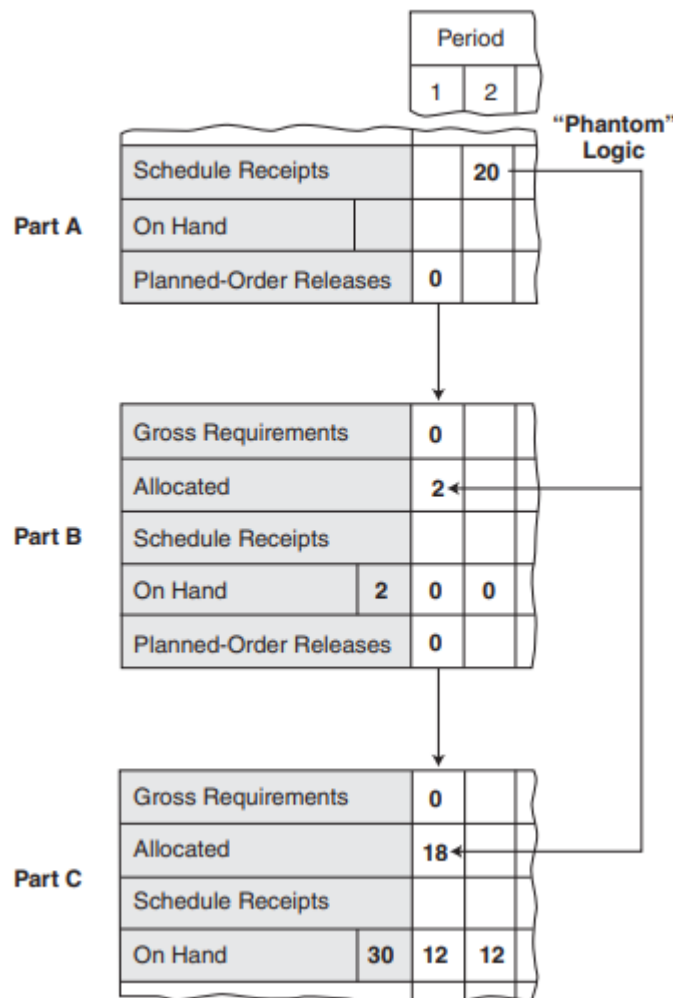 Period
1 2
"Phantom"
Logic
Part A
Schedule Receipts 20
On Hand
Planned-Order Releases 0
Part B
Gross Requirements 0
Allocated 2
Schedule Receipts
On Hand 2 0 0
Planned-Order Releases 0
Part C
Gross Requirements 0
Allocated 18
Schedule Receipts
On Hand 30 12 12